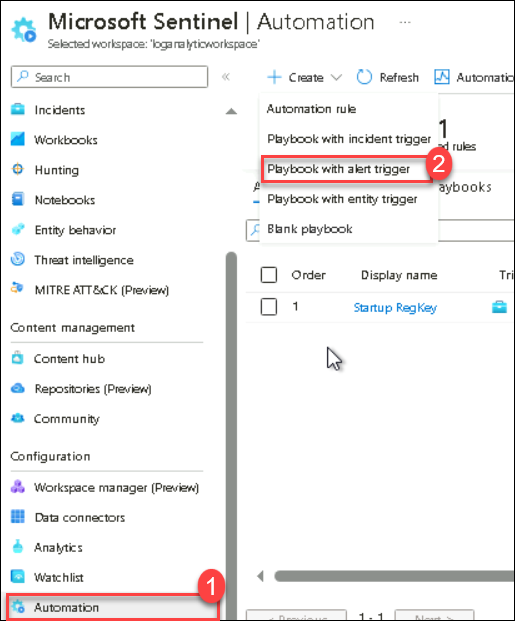 Microsoft Sentinel | Automation ...
Selected workspace: 'loganalyticworkspace'
Search «
Incidents
Workbooks
Hunting
Notebooks
Entity behavior
Threat intelligence
MITRE ATT&CK (Preview)
Content management
Content hub
Repositories (Preview)
Community
Configuration
Workspace manager (Preview)
Data connectors
Analytics
Watchlist
1
Automation
+ Create Refresh Automatio
Automation rule
Playbook with incident trigger
Playbook with alert trigger
2
Playbook with entity trigger
Blank playbook
1
ed rules
aybooks
Order Display name Tri
1 Startup RegKey
< Previous 1 - 1 Next >